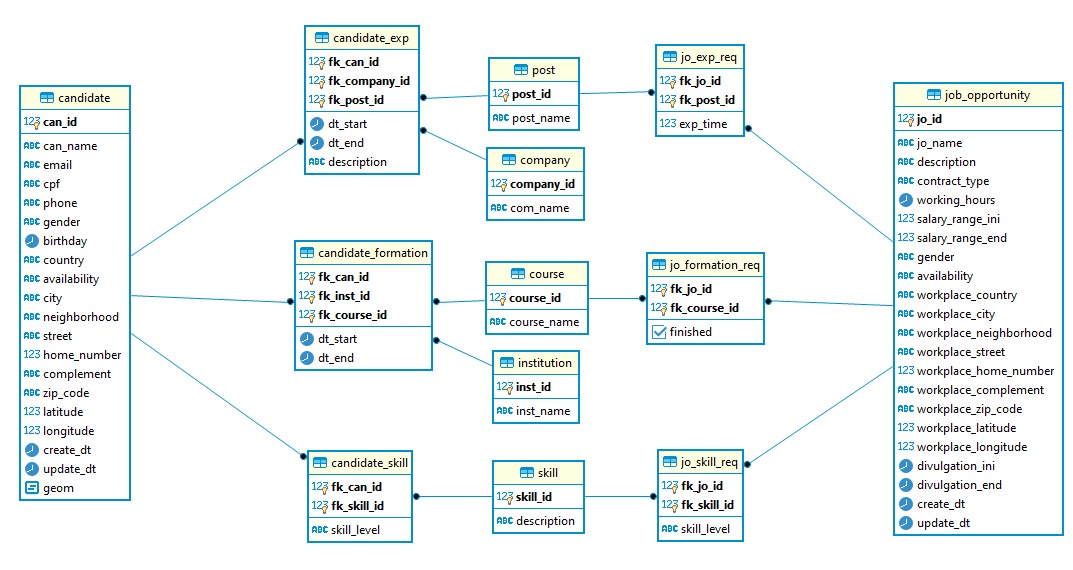 candidate
123 can_id
ABC can_name
ABC email
ABC cpf
ABC phone
ABC gender
birthday
ABC country
ABC availability
ABC city
ABC neighborhood
ABC street
123 home_number
ABC complement
ABC zip_code
123 latitude
123 longitude
create_dt
update_dt
geom
candidate_exp
123 fk_can_id
123 fk_company_id
123 fk_post_id
dt_start
dt_end
ABC description
post
123 post_id
ABC post_name
company
123 company_id
ABC com_name
jo_exp_req
123 fk_jo_id
123 fk_post_id
123 exp_time
candidate_formation
123 fk_can_id
123 fk_inst_id
123 fk_course_id
dt_start
dt_end
course
123 course_id
ABC course_name
institution
123 inst_id
ABC inst_name
jo_formation_req
123 fk_jo_id
123 fk_course_id
finished
candidate_skill
123 fk_can_id
123 fk_skill_id
ABC skill_level
skill
123 skill_id
ABC description
jo_skill_req
123 fk_jo_id
123 fk_skill_id
ABC skill_level
job_opportunity
123 jo_id
ABC jo_name
ABC description
ABC contract_type
working_hours
123 salary_range_ini
123 salary_range_end
ABC gender
ABC availability
ABC workplace_country
ABC workplace_city
ABC workplace_neighborhood
ABC workplace_street
123 workplace_home_number
ABC workplace_complement
ABC workplace_zip_code
123 workplace_latitude
123 workplace_longitude
divulgation_ini
divulgation_end
create_dt
update_dt